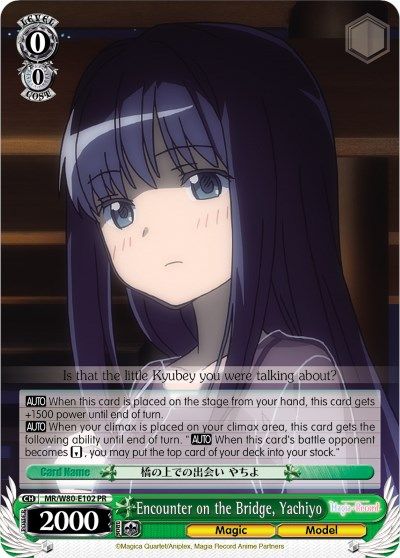 LEVEL
0
0
COST
Is that the little Kyubey you were talking about?
AUTO When this card is placed on the stage from your hand, this card gets
+1500 power until end of turn.
AUTO When your climax is placed on your climax area, this card gets the
following ability until end of turn. "AUTO When this card's battle opponent
becomes, you may put the top card of your deck into your stock."
Card Name 橋の上での出会い やちよ
CH MR/W80-E102 PR
Encounter on the Bridge, Yachiyo
Magia Record
POWER
2000
Magic Model
©Magica Quartet/Aniplex, Magia Record Anime Partners